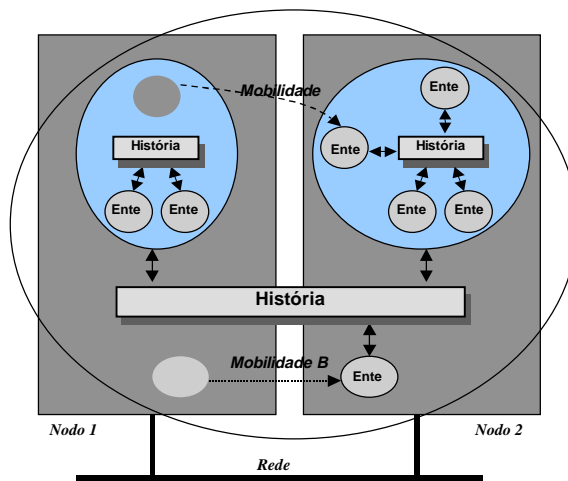 Mobilidade
Ente
História
História
Ente
Ente
Ente
Ente
Ente
História
Mobilidade B
Ente
Nodo 1
Nodo 2
Rede